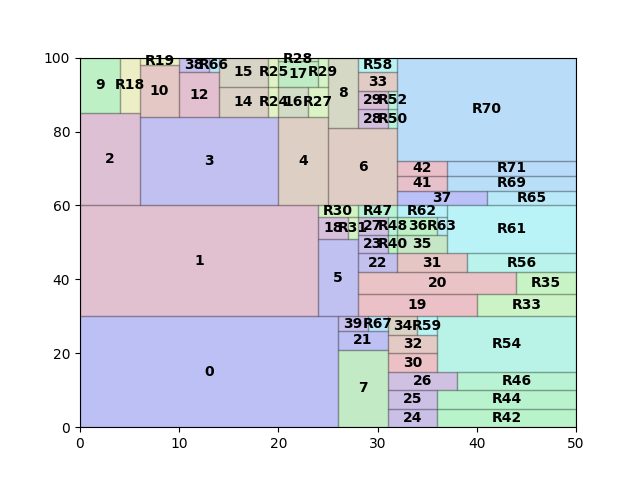 100
R19 38 R66 R28 R58
9 R18 15 R25 17 R29 33
10 12 8 29 R52
14 R24 16 R27 R70
80 28 R50
2 3 4 6 42 R71
41 R69
37 R65
60 R30 R47 R62
18 R31 27 R48 36 R63 R61
23 R40 35
1 22 31 R56
40 5 20 R35
19 R33
39 R67 34 R59
21 32 R54
20 0 30
7 26 R46
25 R44
24 R42
0
0 10 20 30 40 50